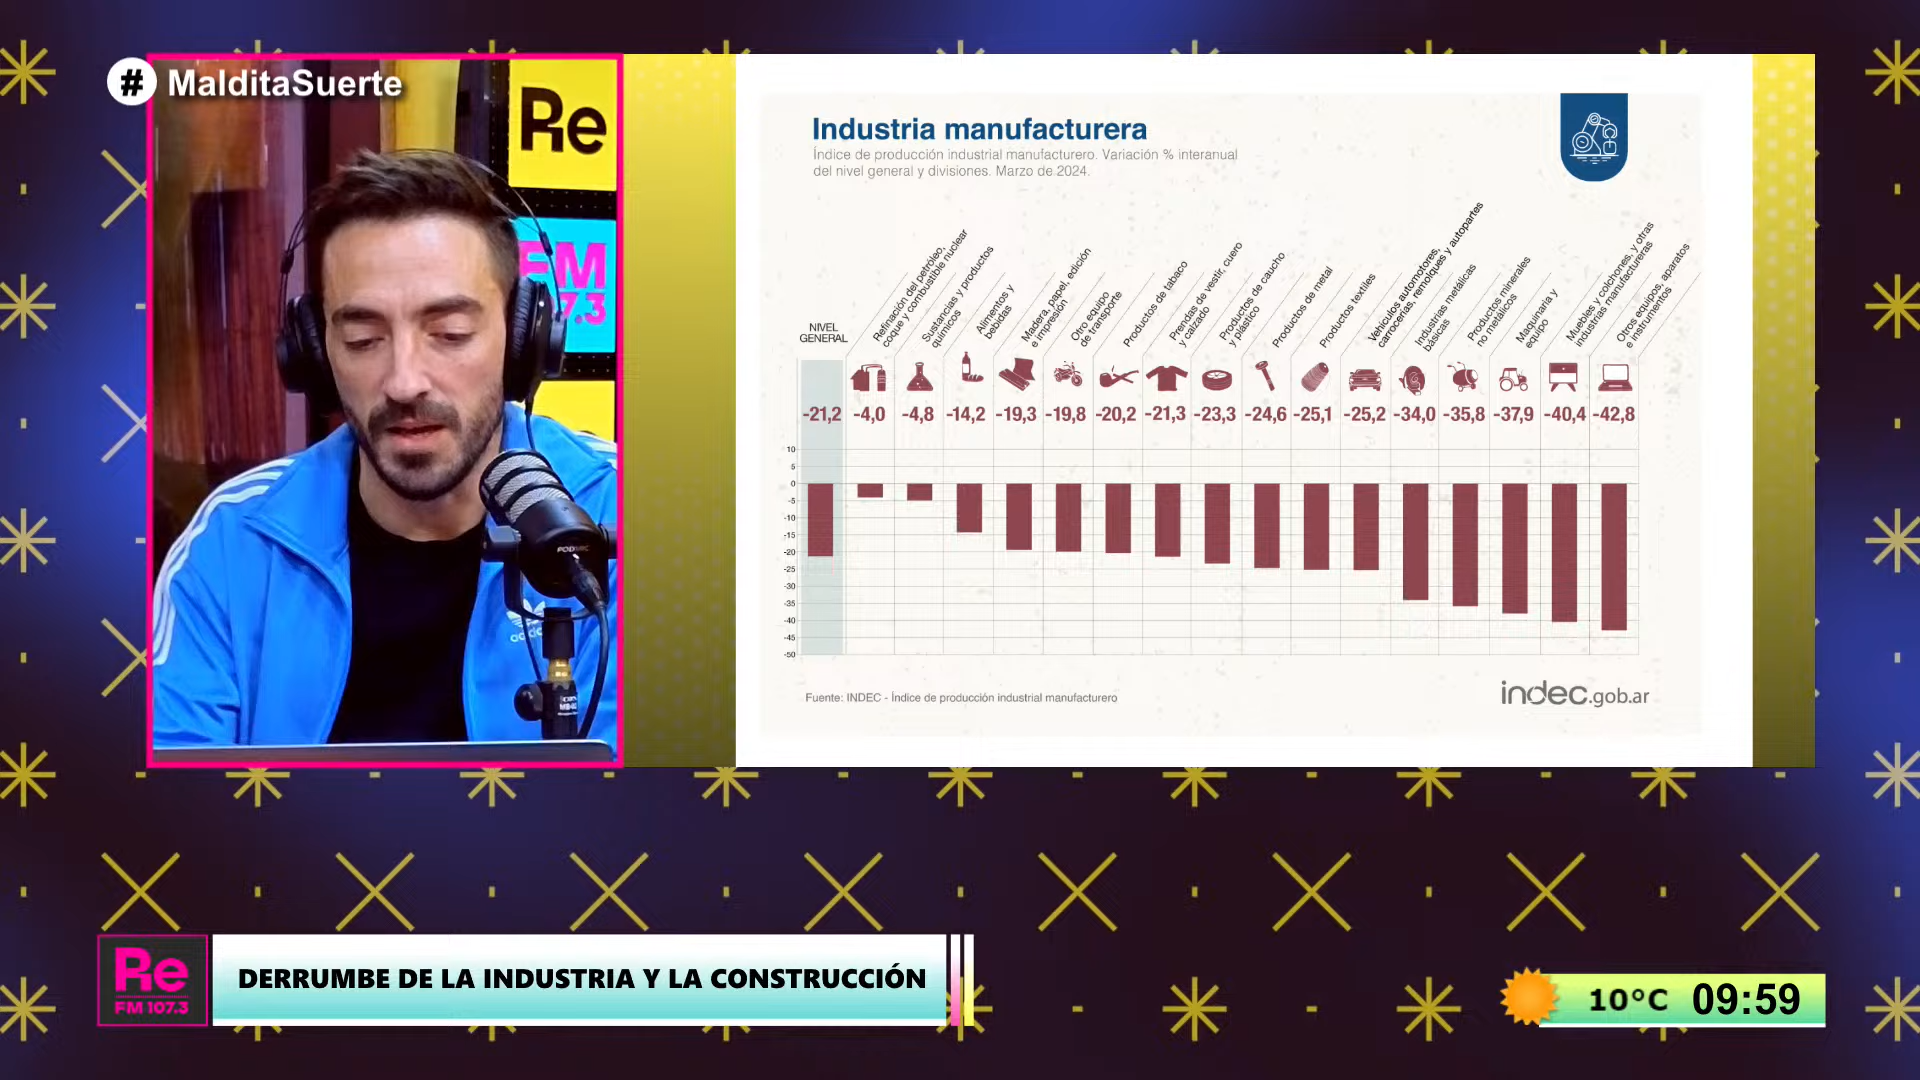 # MalditaSuerte
Re
FM
7.3
PODMIC
adidas
Industria manufacturera
Índice de producción industrial manufacturero. Variación % interanual
del nivel general y divisiones. Marzo de 2024.
NIVEL
GENERAL
Refinación del petróleo,
coque y combustible nuclear
Sustancias y productos
químicos
Alimentos y
bebidas
Madera, papel, edición
e impresión
Otro equipo
de transporte
Productos de tabaco
Prendas de vestir, cuero
y calzado
Productos de caucho
y plástico
Productos de metal
Productos textiles
Vehículos automotores,
carrocerías, remolques y autopartes
Industrias metálicas
básicas
Productos minerales
no metálicos
Maquinaria y
equipo
Muebles y colchones, y otras
industrias manufactureras
Otros equipos, aparatos
e instrumentos
-21,2 -4,0 -4,8 -14,2 -19,3 -19,8 -20,2 -21,3 -23,3 -24,6 -25,1 -25,2 -34,0 -35,8 -37,9 -40,4 -42,8
10
5
0
-5
-10
-15
-20
-25
-30
-35
-40
-45
-50
Fuente: INDEC - Índice de producción industrial manufacturero
indec.gob.ar
Re
FM 107.3
DERRUMBE DE LA INDUSTRIA Y LA CONSTRUCCIÓN
10°C 09:59